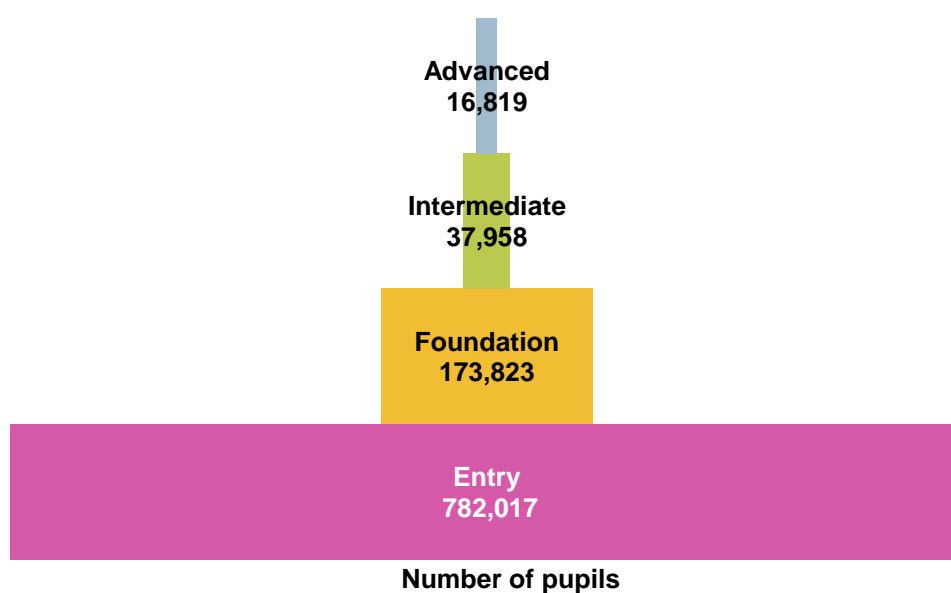 Advanced
16,819
Intermediate
37,958
Foundation
173,823
Entry
782,017
Number of pupils